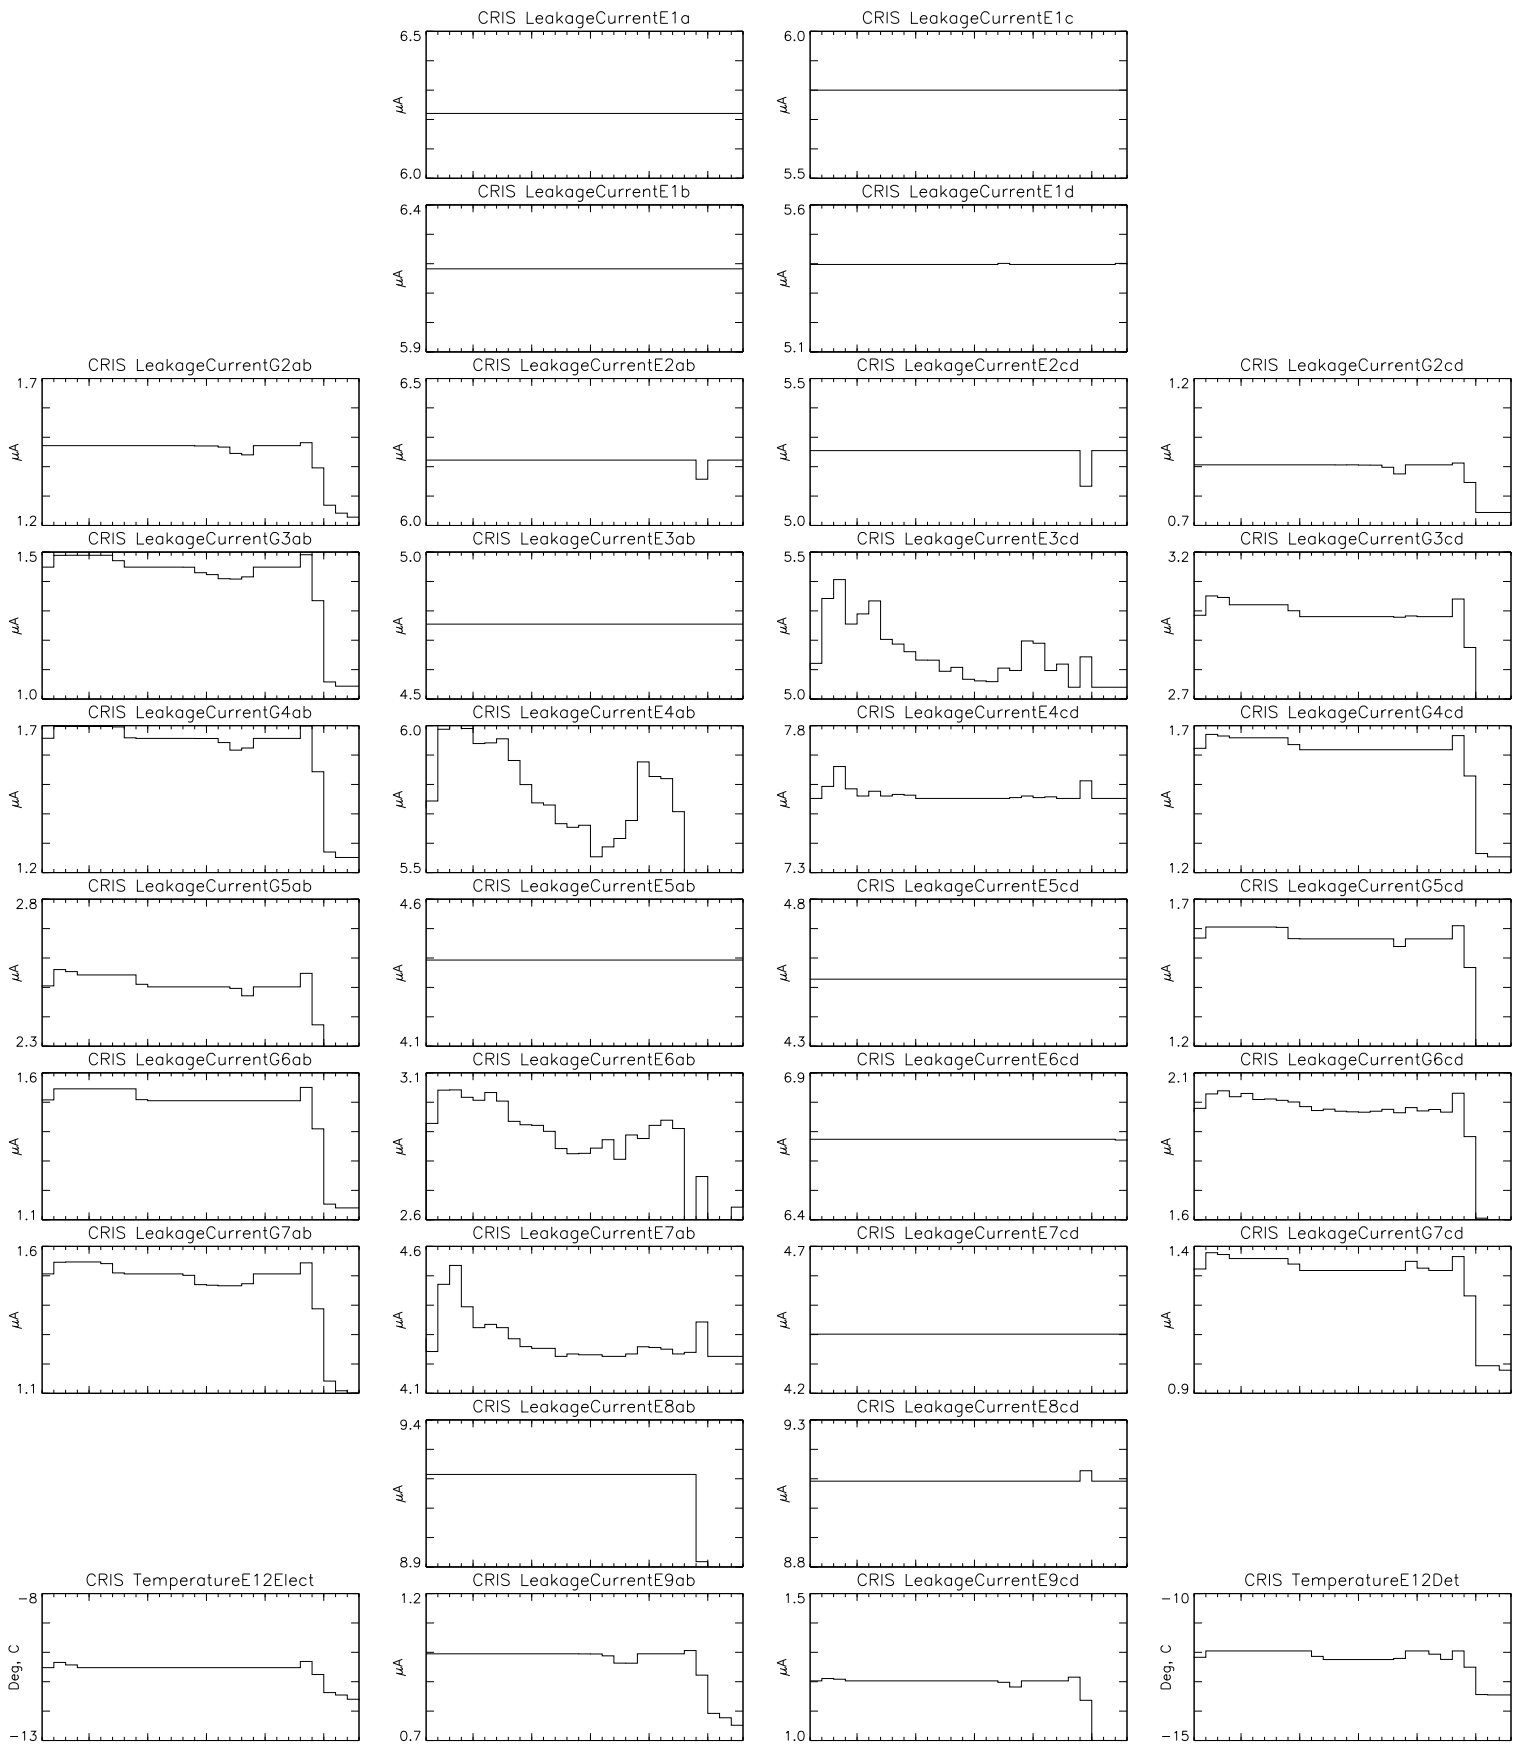 CRIS LeakageCurrentE1a CRIS LeakageCurrentE1c
6.5 6.0
μA μA
6.0 5.5
CRIS LeakageCurrentE1b CRIS LeakageCurrentE1d
6.4 5.6
μA μA
5.9 5.1
CRIS LeakageCurrentG2ab CRIS LeakageCurrentE2ab CRIS LeakageCurrentE2cd CRIS LeakageCurrentG2cd
1.7 6.5 5.5 1.2
μA μA μA μA
1.2 6.0 5.0 0.7
CRIS LeakageCurrentG3ab CRIS LeakageCurrentE3ab CRIS LeakageCurrentE3cd CRIS LeakageCurrentG3cd
1.5 5.0 5.5 3.2
μA μA μA μA
1.0 4.5 5.0 2.7
CRIS LeakageCurrentG4ab CRIS LeakageCurrentE4ab CRIS LeakageCurrentE4cd CRIS LeakageCurrentG4cd
1.7 6.0 7.8 1.7
μA μA μA μA
1.2 5.5 7.3 1.2
CRIS LeakageCurrentG5ab CRIS LeakageCurrentE5ab CRIS LeakageCurrentE5cd CRIS LeakageCurrentG5cd
2.8 4.6 4.8 1.7
μA μA μA μA
2.3 4.1 4.3 1.2
CRIS LeakageCurrentG6ab CRIS LeakageCurrentE6ab CRIS LeakageCurrentE6cd CRIS LeakageCurrentG6cd
1.6 3.1 6.9 2.1
μA μA μA μA
1.1 2.6 6.4 1.6
CRIS LeakageCurrentG7ab CRIS LeakageCurrentE7ab CRIS LeakageCurrentE7cd CRIS LeakageCurrentG7cd
1.6 4.6 4.7 1.4
μA μA μA μA
1.1 4.1 4.2 0.9
CRIS LeakageCurrentE8ab CRIS LeakageCurrentE8cd
9.4 9.3
μA μA
8.9 8.8
CRIS TemperatureE12Elect CRIS LeakageCurrentE9ab CRIS LeakageCurrentE9cd CRIS TemperatureE12Det
-8 1.2 1.5 -10
Deg, C μA μA Deg, C
-13 0.7 1.0 -15